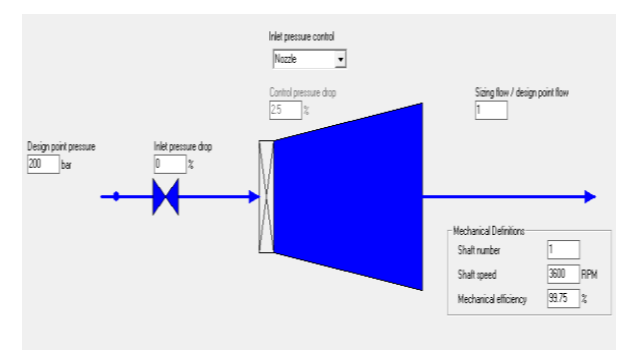 Inlet pressure control
Nozzle
Control pressure drop
2.5 %
Sizing flow / design point flow
1
Design point pressure
200 bar
Inlet pressure drop
0 %
Mechanical Definitions
Shaft number 1
Shaft speed 3600 RPM
Mechanical efficiency 99.75 %